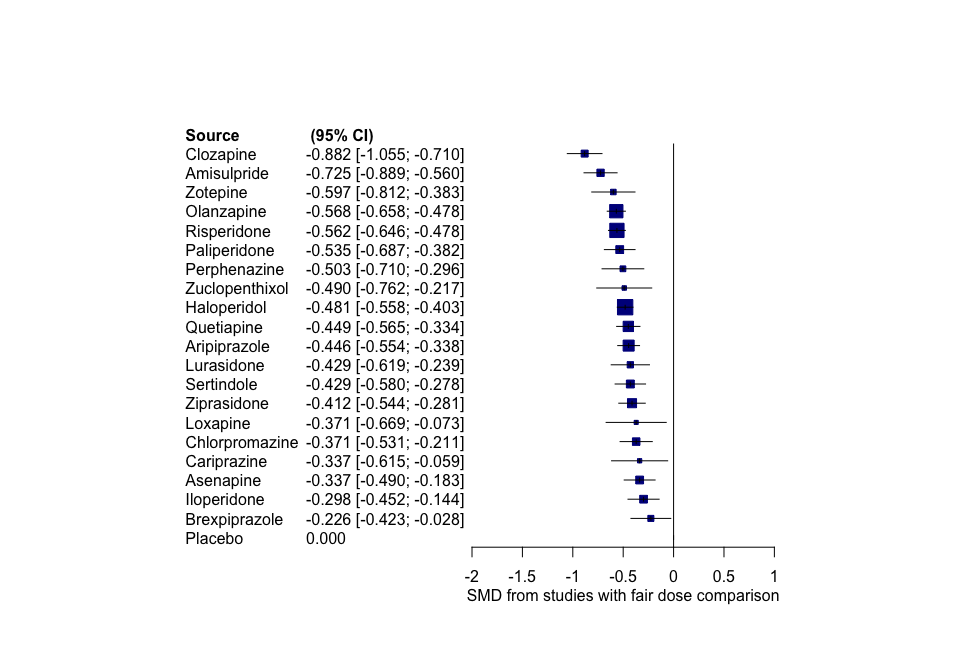 Source (95% CI)
Clozapine -0.882 [-1.055; -0.710]
Amisulpride -0.725 [-0.889; -0.560]
Zotepine -0.597 [-0.812; -0.383]
Olanzapine -0.568 [-0.658; -0.478]
Risperidone -0.562 [-0.646; -0.478]
Paliperidone -0.535 [-0.687; -0.382]
Perphenazine -0.503 [-0.710; -0.296]
Zuclopenthixol -0.490 [-0.762; -0.217]
Haloperidol -0.481 [-0.558; -0.403]
Quetiapine -0.449 [-0.565; -0.334]
Aripiprazole -0.446 [-0.554; -0.338]
Lurasidone -0.429 [-0.619; -0.239]
Sertindole -0.429 [-0.580; -0.278]
Ziprasidone -0.412 [-0.544; -0.281]
Loxapine -0.371 [-0.669; -0.073]
Chlorpromazine -0.371 [-0.531; -0.211]
Cariprazine -0.337 [-0.615; -0.059]
Asenapine -0.337 [-0.490; -0.183]
Iloperidone -0.298 [-0.452; -0.144]
Brexpiprazole -0.226 [-0.423; -0.028]
Placebo 0.000
-2 -1.5 -1 -0.5 0 0.5 1
SMD from studies with fair dose comparison